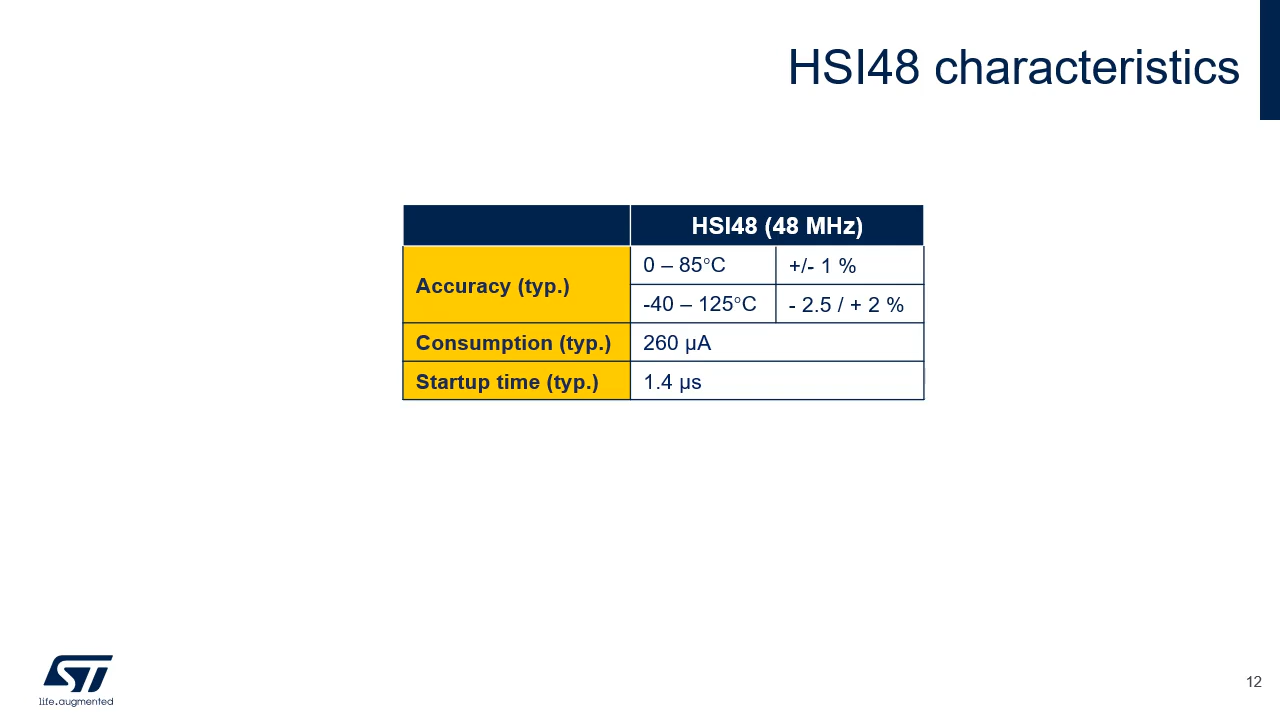 HSI48 characteristics
HSI48 (48 MHz)
Accuracy (typ.)
0 – 85°C
+/- 1 %
-40 – 125°C
- 2.5 / + 2 %
Consumption (typ.)
260 µA
Startup time (typ.)
1.4 µs
ST
life.augmented
12